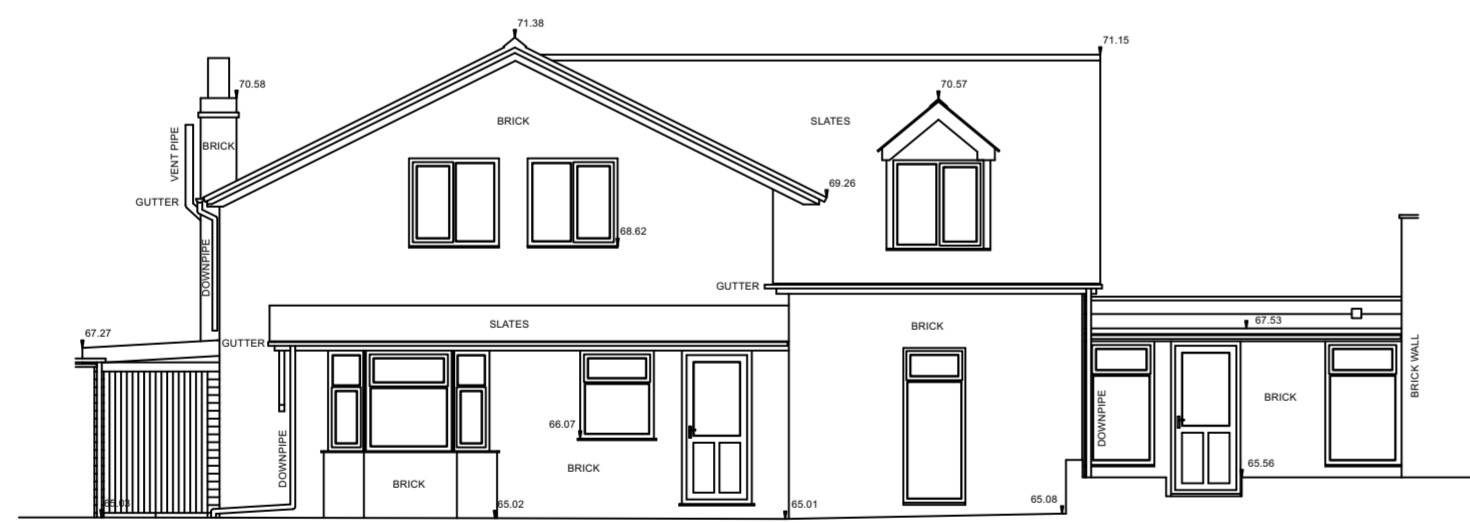 71.38
71.15
70.58
70.57
BRICK
SLATES
VENT PIPE
BRICK
69.26
GUTTER
68.62
DOWNPIPE
GUTTER
67.27
SLATES
BRICK
67.53
GUTTER
BRICK WALL
BRICK
DOWNPIPE
66.07
DOWNPIPE
BRICK
65.56
BRICK
65.03
65.02
65.01
65.08